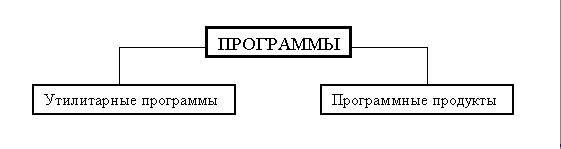 ПРОГРАММЫ
Утилитарные программы
Программные продукты